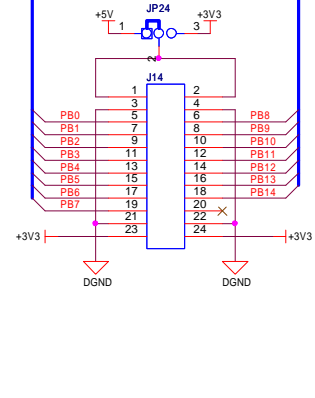 JP24
+5V 1 3 +3V3
2
J14
1 2
3 4
PB0 5 6 PB8
PB1 7 8 PB9
PB2 9 10 PB10
PB3 11 12 PB11
PB4 13 14 PB12
PB5 15 16 PB13
PB6 17 18 PB14
PB7 19 20
21 22
+3V3 23 24 +3V3
DGND DGND